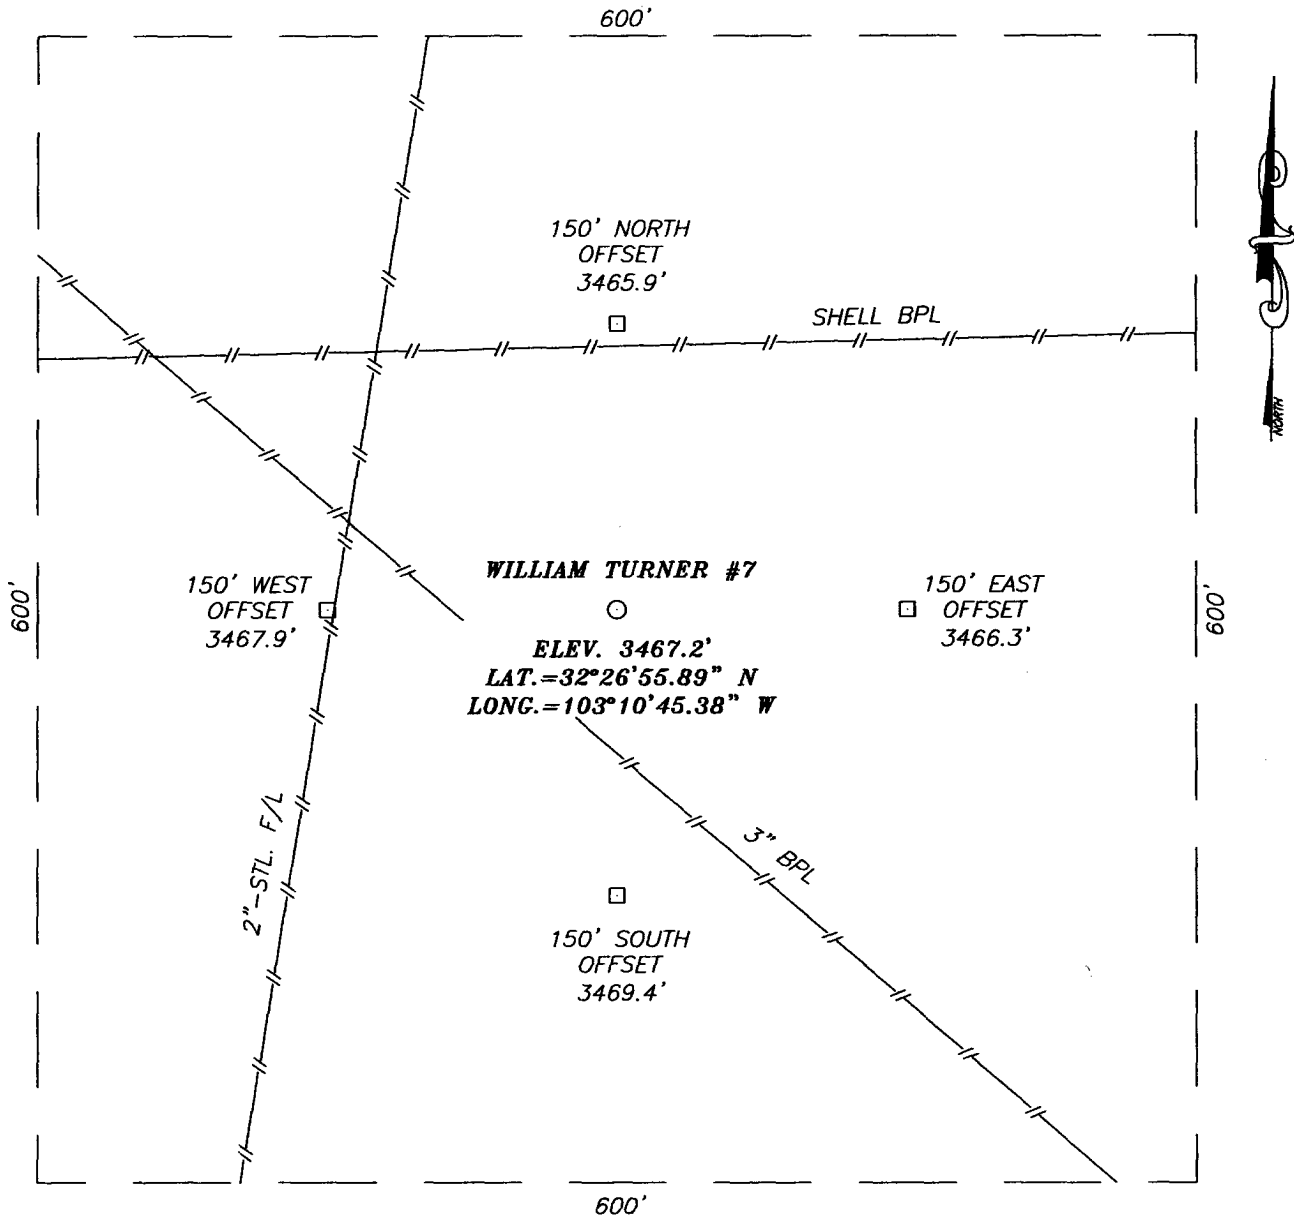 600'
150' NORTH
OFFSET
3465.9'
SHELL BPL
NORTH
WILLIAM TURNER #7
ELEV. 3467.2'
LAT.=32°26'55.89" N
LONG.=103°10'45.38" W
600'
150' WEST
OFFSET
3467.9'
150' EAST
OFFSET
3466.3'
600'
2"-STL. F/L
3" BPL
150' SOUTH
OFFSET
3469.4'
600'